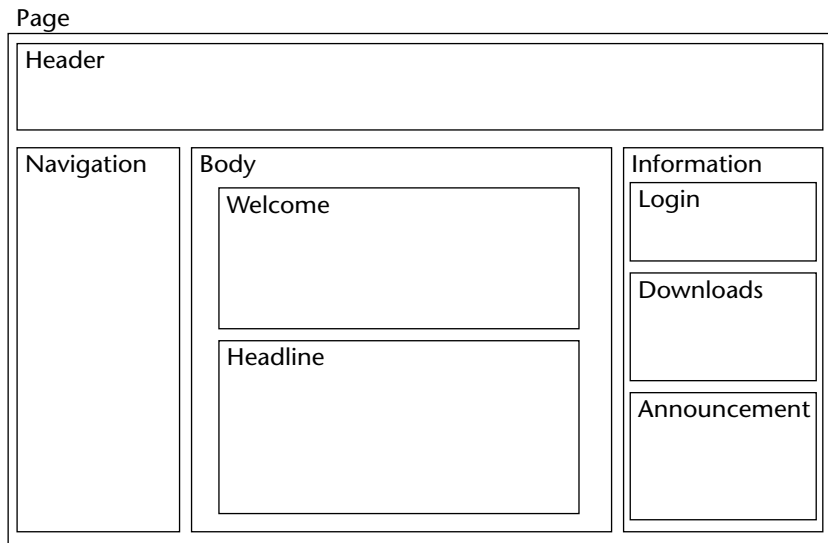 Page
Header
Navigation
Body
Welcome
Headline
Information
Login
Downloads
Announcement